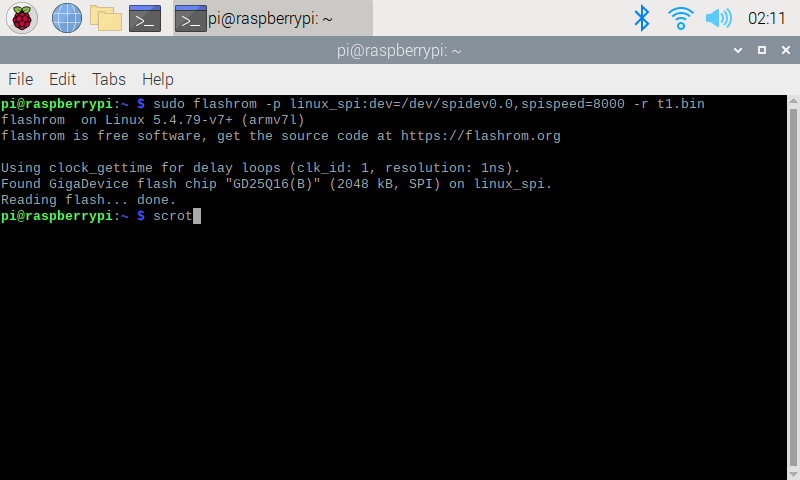 pi@raspberrypi: ~
02:11
pi@raspberrypi: ~
File Edit Tabs Help
pi@raspberrypi:~ $ sudo flashrom -p linux_spi:dev=/dev/spidev0.0,spispeed=8000 -r t1.bin
flashrom  on Linux 5.4.79-v7+ (armv7l)
flashrom is free software, get the source code at https://flashrom.org
Using clock_gettime for delay loops (clk_id: 1, resolution: 1ns).
Found GigaDevice flash chip "GD25Q16(B)" (2048 kB, SPI) on linux_spi.
Reading flash... done.
pi@raspberrypi:~ $ scrot